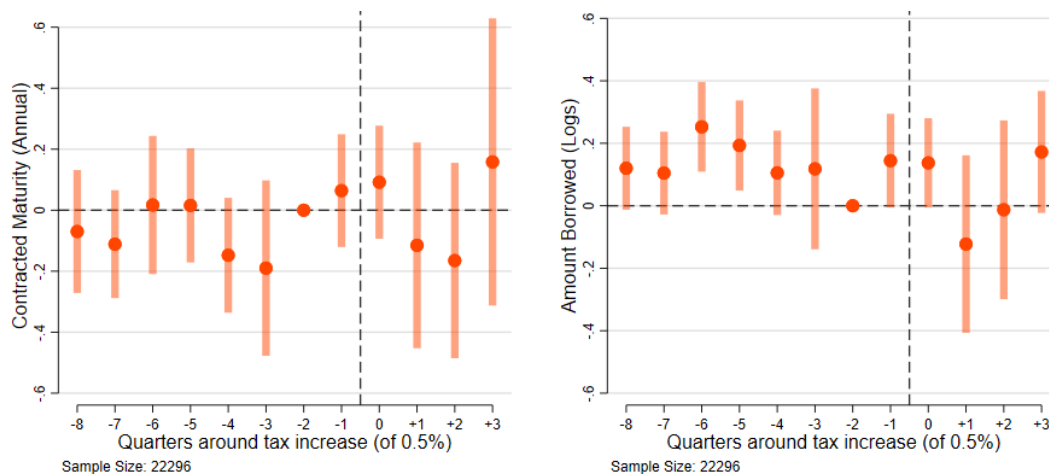 Contracted Maturity (Annual)
.6
.4
.2
0
-.2
-.4
-.6
-8 -7 -6 -5 -4 -3 -2 -1 0 +1 +2 +3
Quarters around tax increase (of 0.5%)
Sample Size: 22296
Amount Borrowed (Logs)
.6
.4
.2
0
-.2
-.4
-.6
-8 -7 -6 -5 -4 -3 -2 -1 0 +1 +2 +3
Quarters around tax increase (of 0.5%)
Sample Size: 22296